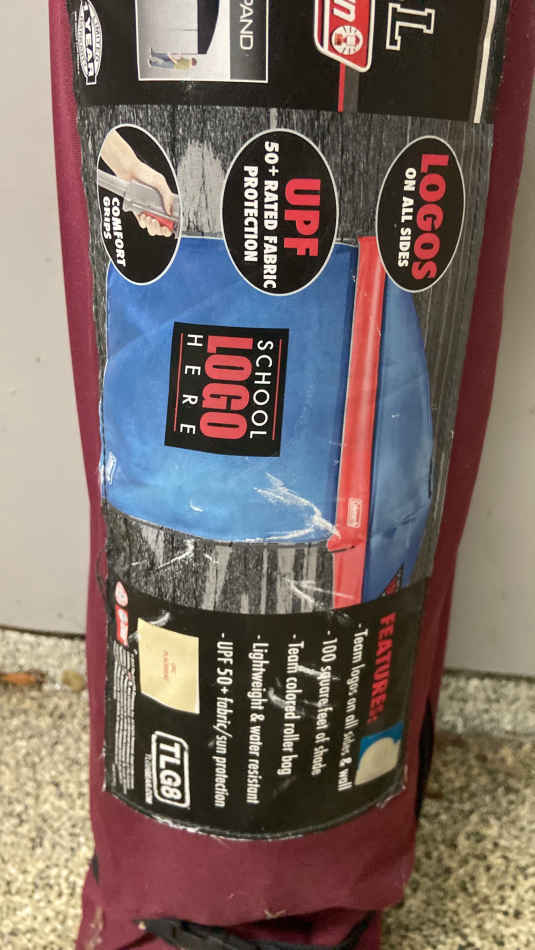 YEAR
PAND
LOGOS
ON ALL SIDES
UPF
50+ RATED FABRIC
PROTECTION
COMFORT
GRIPS
SCHOOL
LOGO
HERE
Coleman
FEATURES:
- Team logos on all sides & wall
- 100 square feet of shade
- Team colored roller bag
- Lightweight & water resistant
- UPF 50+ fabric/sun protection
TLG8